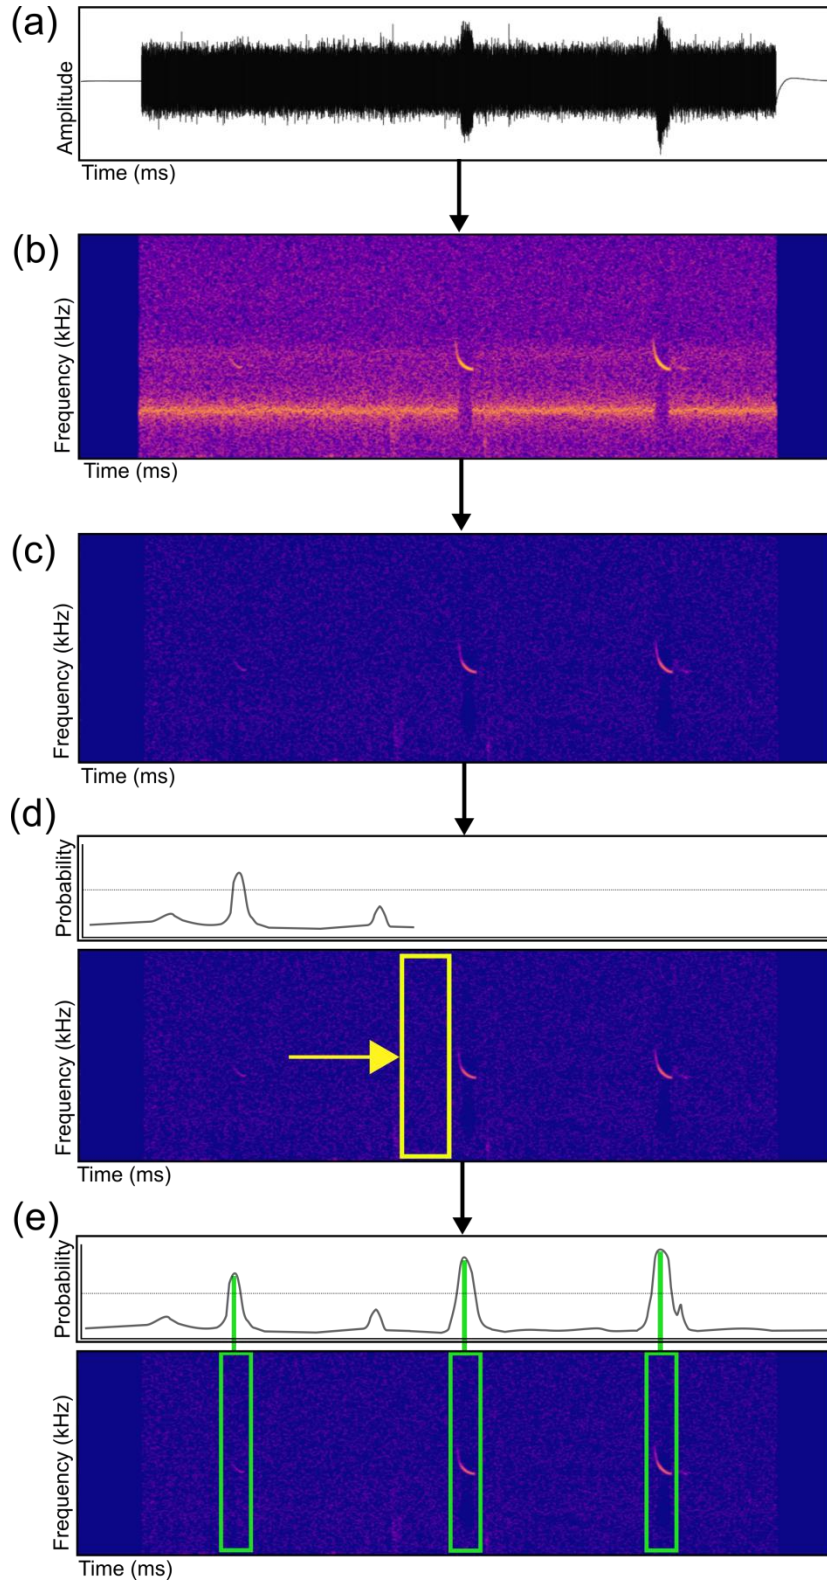 (a)
Amplitude
Time (ms)
(b)
Frequency (kHz)
Time (ms)
(c)
Frequency (kHz)
Time (ms)
(d)
Probability
Frequency (kHz)
Time (ms)
(e)
Probability
Frequency (kHz)
Time (ms)